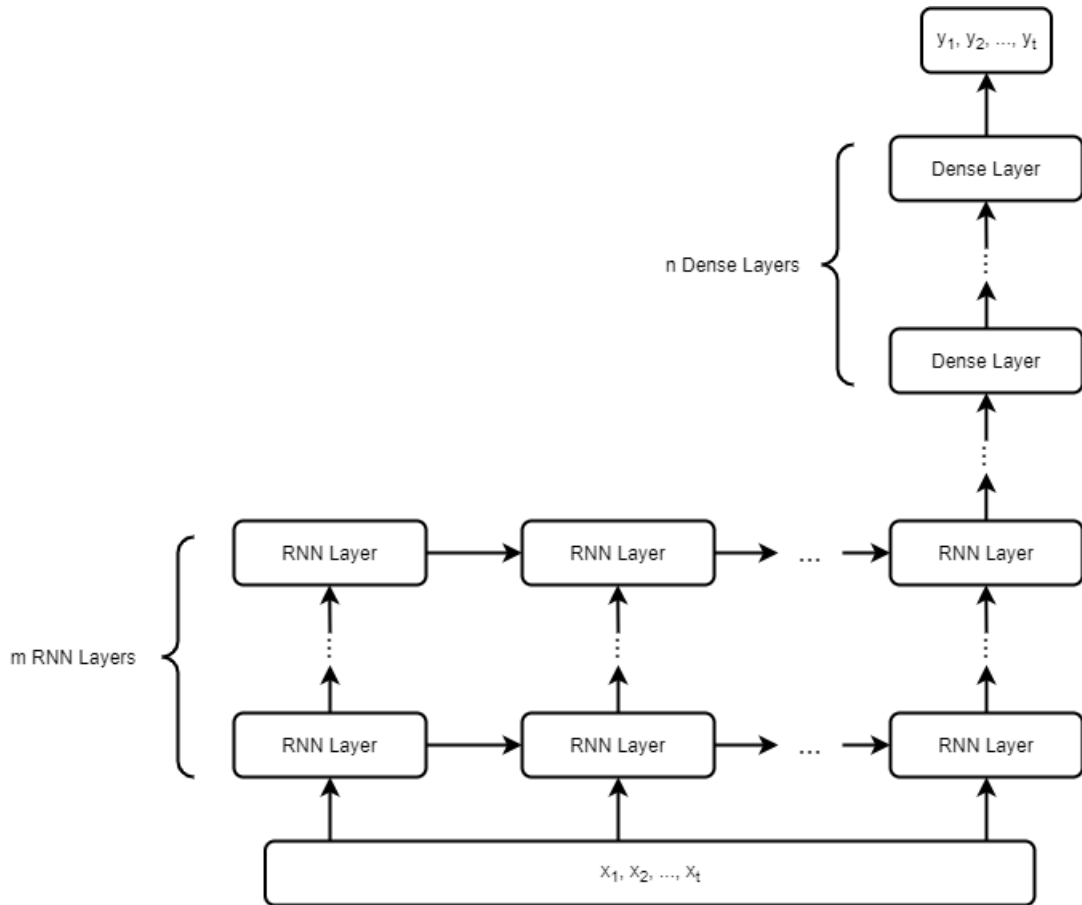 y₁, y₂, ..., yₜ
Dense Layer
n Dense Layers
Dense Layer
RNN Layer
RNN Layer
...
RNN Layer
m RNN Layers
RNN Layer
RNN Layer
...
RNN Layer
x₁, x₂, ..., xₜ